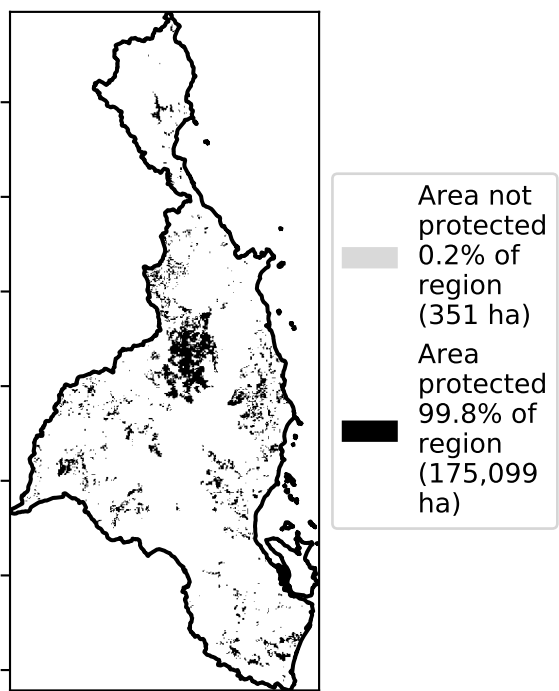 Area not
protected
0.2% of
region
(351 ha)
Area
protected
99.8% of
region
(175,099
ha)